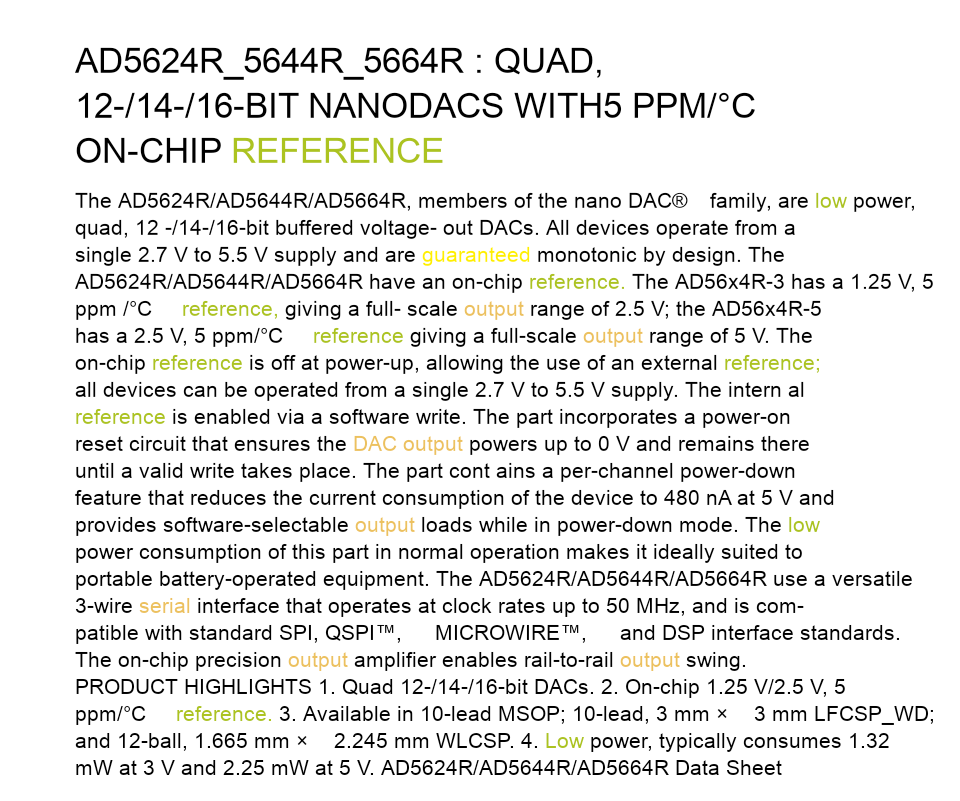 AD5624R_5644R_5664R : QUAD,
12-/14-/16-BIT NANODACS WITH5 PPM/°C
ON-CHIP REFERENCE
The AD5624R/AD5644R/AD5664R, members of the nano DAC® family, are low power,
quad, 12 -/14-/16-bit buffered voltage- out DACs. All devices operate from a
single 2.7 V to 5.5 V supply and are guaranteed monotonic by design. The
AD5624R/AD5644R/AD5664R have an on-chip reference. The AD56x4R-3 has a 1.25 V, 5
ppm /°C reference, giving a full- scale output range of 2.5 V; the AD56x4R-5
has a 2.5 V, 5 ppm/°C reference giving a full-scale output range of 5 V. The
on-chip reference is off at power-up, allowing the use of an external reference;
all devices can be operated from a single 2.7 V to 5.5 V supply. The intern al
reference is enabled via a software write. The part incorporates a power-on
reset circuit that ensures the DAC output powers up to 0 V and remains there
until a valid write takes place. The part cont ains a per-channel power-down
feature that reduces the current consumption of the device to 480 nA at 5 V and
provides software-selectable output loads while in power-down mode. The low
power consumption of this part in normal operation makes it ideally suited to
portable battery-operated equipment. The AD5624R/AD5644R/AD5664R use a versatile
3-wire serial interface that operates at clock rates up to 50 MHz, and is com-
patible with standard SPI, QSPI™, MICROWIRE™, and DSP interface standards.
The on-chip precision output amplifier enables rail-to-rail output swing.
PRODUCT HIGHLIGHTS 1. Quad 12-/14-/16-bit DACs. 2. On-chip 1.25 V/2.5 V, 5
ppm/°C reference. 3. Available in 10-lead MSOP; 10-lead, 3 mm × 3 mm LFCSP_WD;
and 12-ball, 1.665 mm × 2.245 mm WLCSP. 4. Low power, typically consumes 1.32
mW at 3 V and 2.25 mW at 5 V. AD5624R/AD5644R/AD5664R Data Sheet